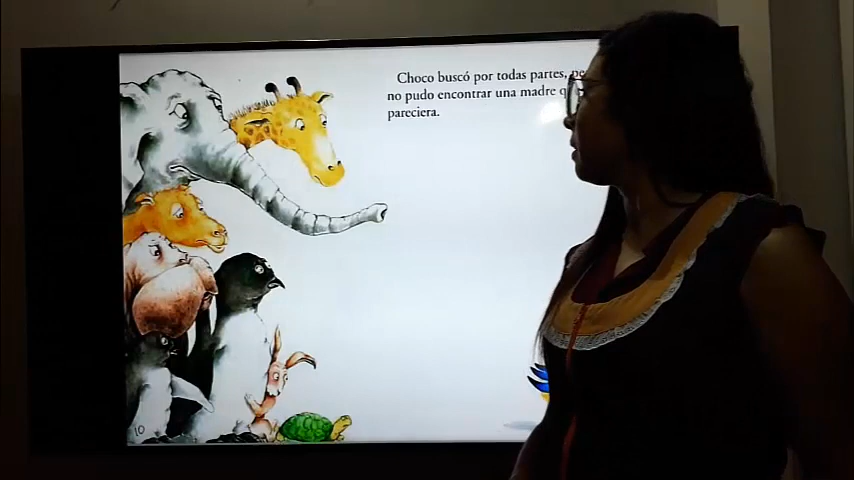 Choco buscó por todas partes,
no pudo encontrar una madre
pareciera.
10